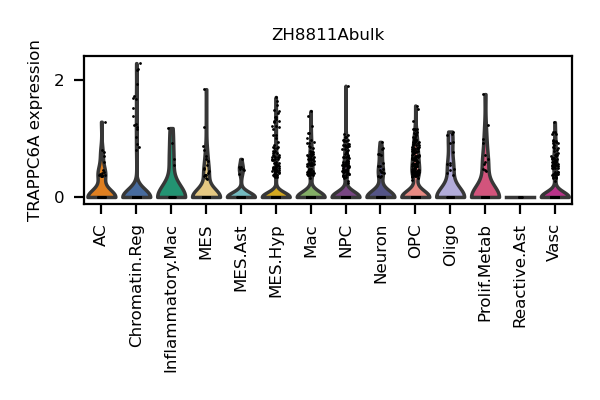 ZH8811Abulk
TRAPPC6A expression
2
0
AC
Chromatin.Reg
Inflammatory.Mac
MES
MES.Ast
MES.Hyp
Mac
NPC
Neuron
OPC
Oligo
Prolif.Metab
Reactive.Ast
Vasc